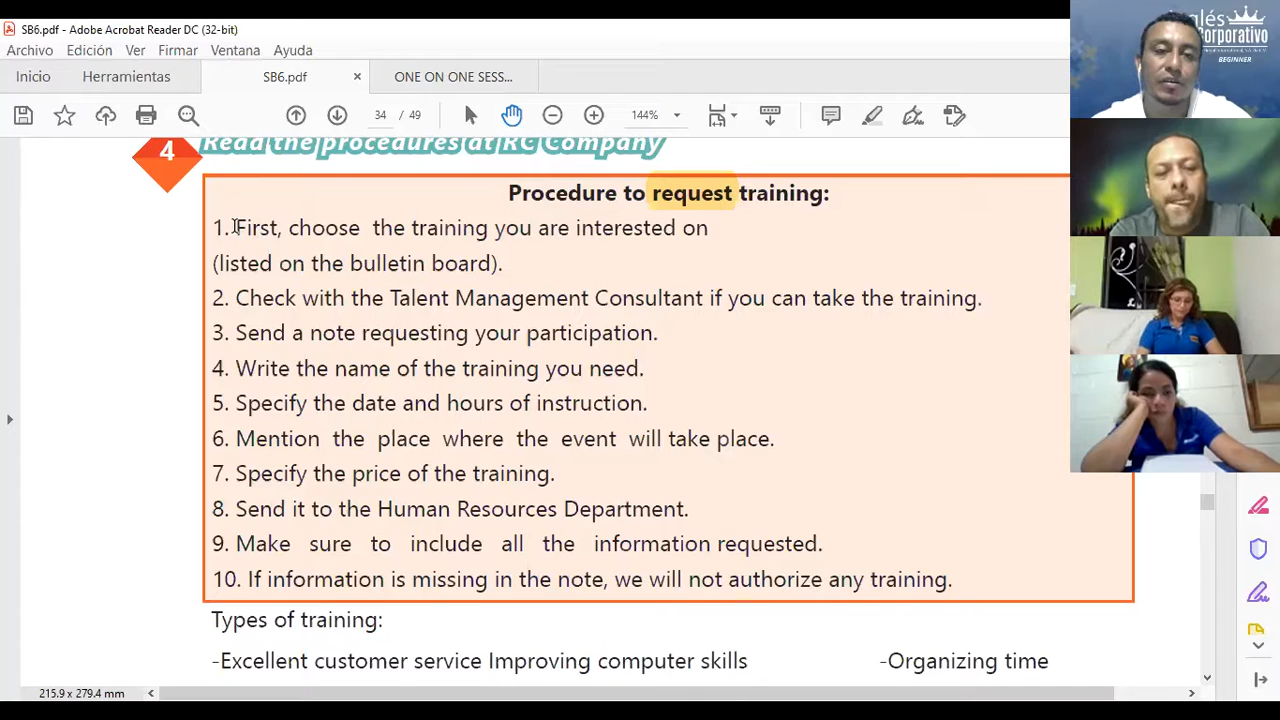 SB6.pdf - Adobe Acrobat Reader DC (32-bit)
Archivo Edición Ver Firmar Ventana Ayuda
Inicio Herramientas SB6.pdf × ONE ON ONE SESS...
34 / 49 144%
4
Read the procedures at RC Company
Procedure to request training:
1. First, choose the training you are interested on
(listed on the bulletin board).
2. Check with the Talent Management Consultant if you can take the training.
3. Send a note requesting your participation.
4. Write the name of the training you need.
5. Specify the date and hours of instruction.
6. Mention the place where the event will take place.
7. Specify the price of the training.
8. Send it to the Human Resources Department.
9. Make sure to include all the information requested.
10. If information is missing in the note, we will not authorize any training.
Types of training:
-Excellent customer service Improving computer skills -Organizing time
215.9 x 279.4 mm
Inglés
Corporativo
BEGINNER